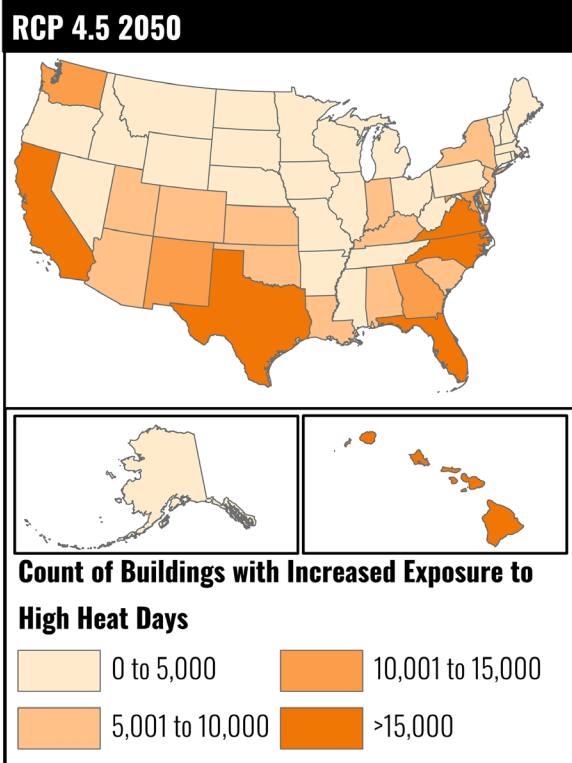 RCP 4.5 2050
Count of Buildings with Increased Exposure to
High Heat Days
0 to 5,000
10,001 to 15,000
5,001 to 10,000
>15,000